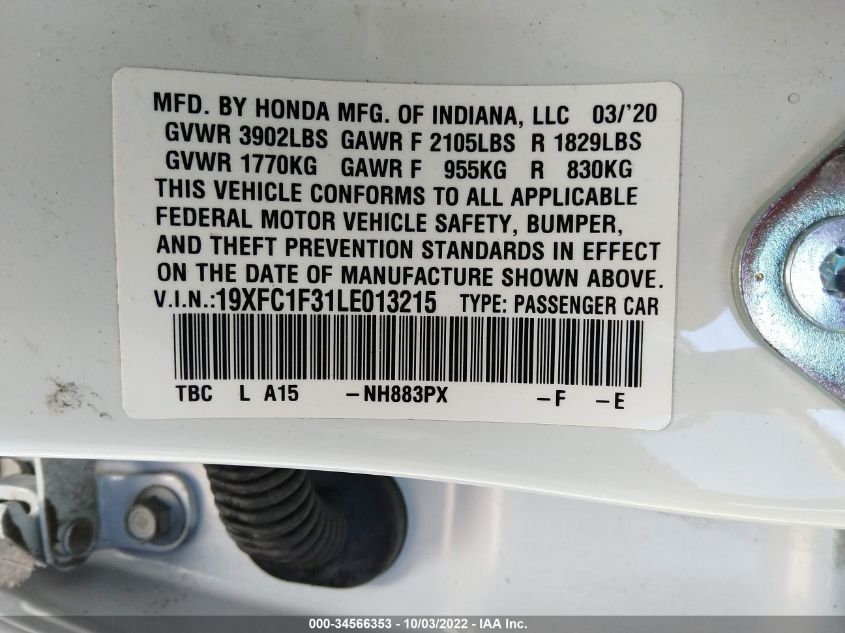 MFD. BY HONDA MFG. OF INDIANA, LLC 03/'20
GVWR 3902LBS GAWR F 2105LBS R 1829LBS
GVWR 1770KG GAWR F 955KG R 830KG
THIS VEHICLE CONFORMS TO ALL APPLICABLE
FEDERAL MOTOR VEHICLE SAFETY, BUMPER,
AND THEFT PREVENTION STANDARDS IN EFFECT
ON THE DATE OF MANUFACTURE SHOWN ABOVE.
V.I.N.:19XFC1F31LE013215 TYPE: PASSENGER CAR
TBC L A15 -NH883PX -F -E
000-34566353 - 10/03/2022 - IAA Inc.